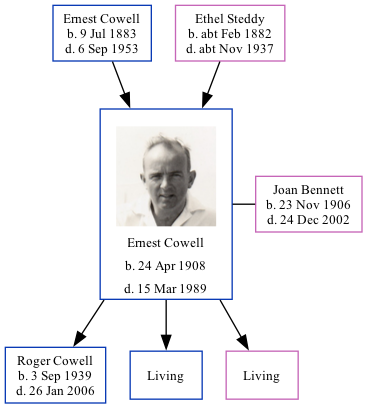 Ernest Cowell
b. 9 Jul 1883
d. 6 Sep 1953
Ethel Steddy
b. abt Feb 1882
d. abt Nov 1937
Ernest Cowell
b. 24 Apr 1908
d. 15 Mar 1989
Joan Bennett
b. 23 Nov 1906
d. 24 Dec 2002
Roger Cowell
b. 3 Sep 1939
d. 26 Jan 2006
Living
Living